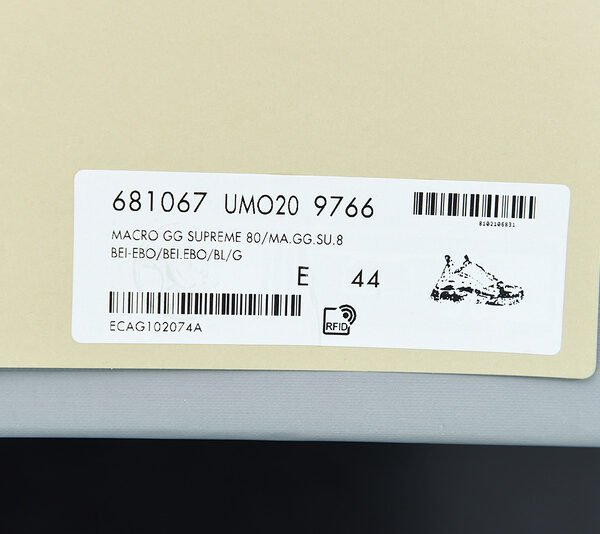 681067 UMO20 9766
8102106831
MACRO GG SUPREME 80/MA.GG.SU.8
BEI-EBO/BEI.EBO/BL/G
E 44
ECAG102074A
RFID